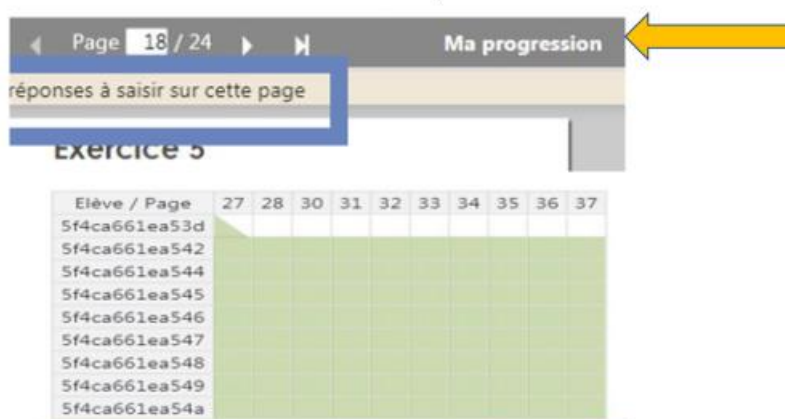 Page 18 / 24 Ma progression
réponses à saisir sur cette page
Exercice 5
Elève / Page 27 28 30 31 32 33 34 35 36 37
5f4ca661ea53d
5f4ca661ea542
5f4ca661ea544
5f4ca661ea545
5f4ca661ea546
5f4ca661ea547
5f4ca661ea548
5f4ca661ea549
5f4ca661ea54a